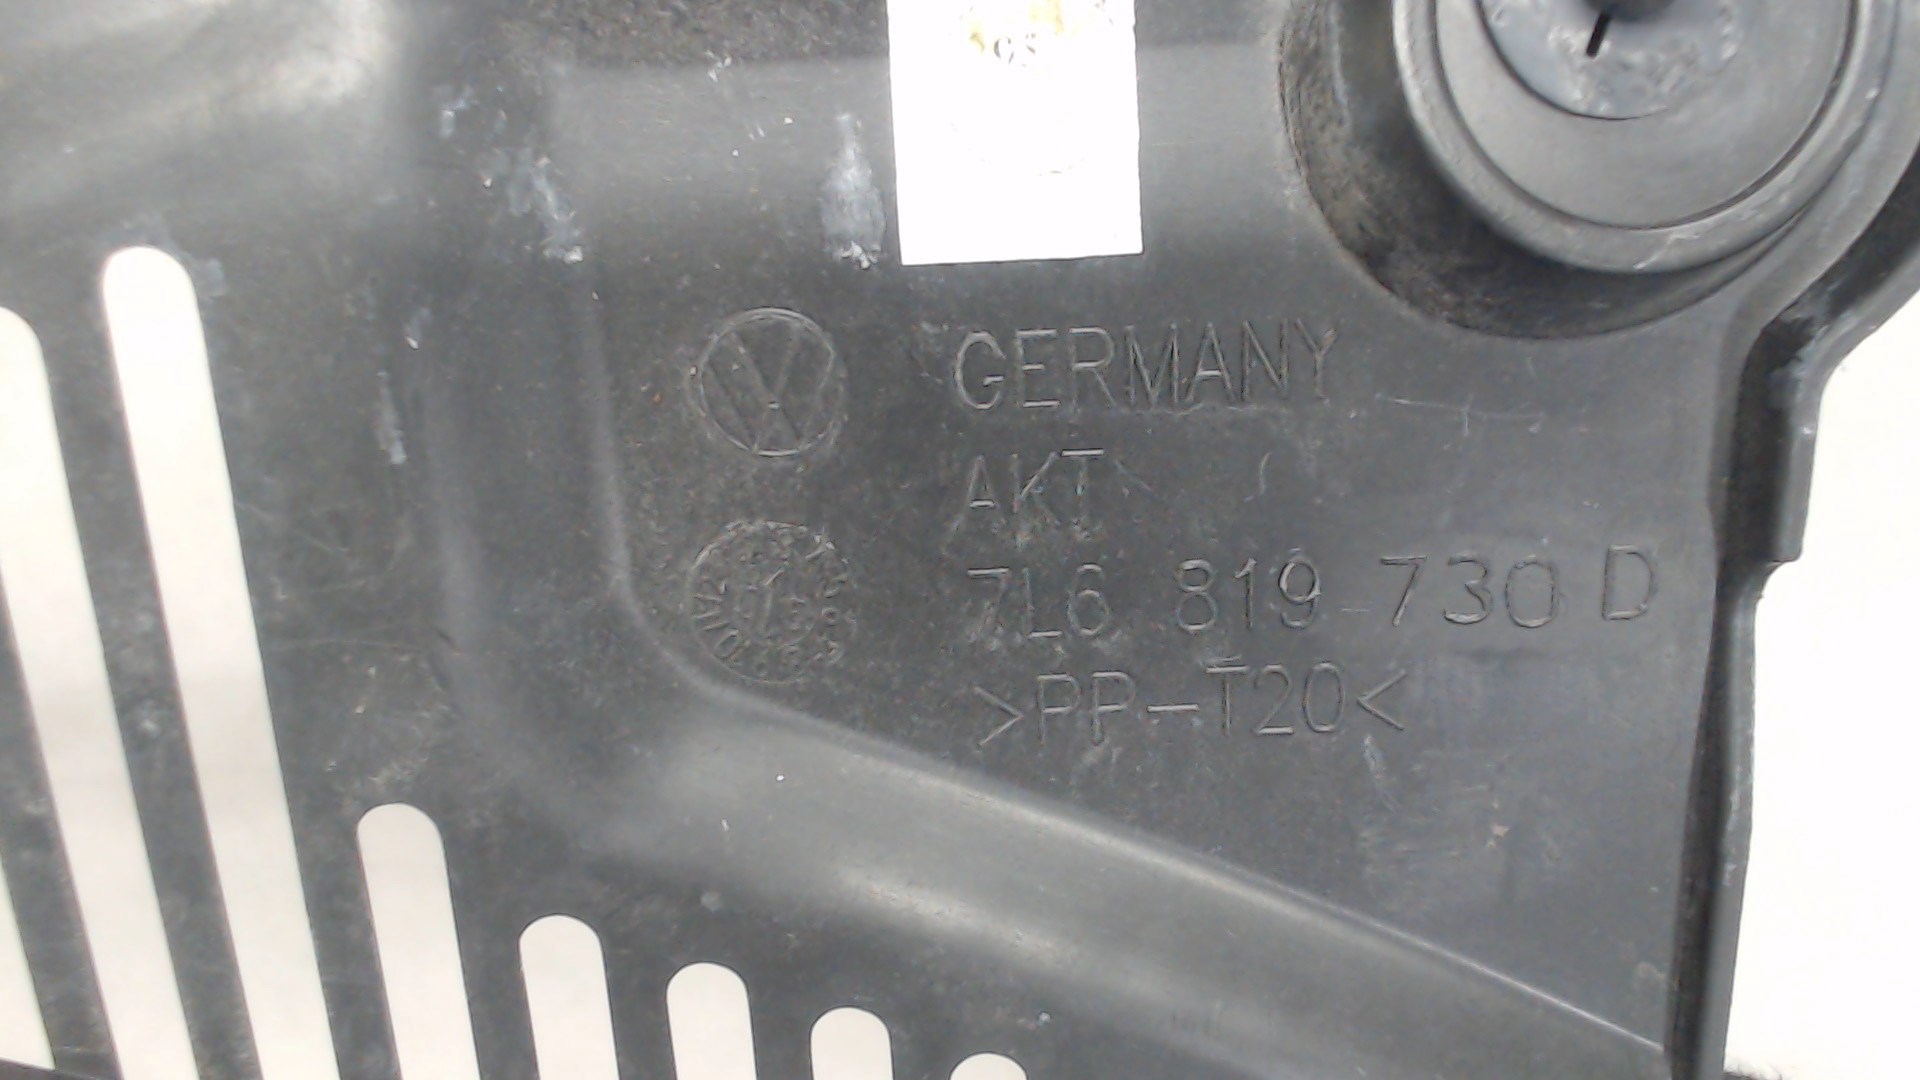 GERMANY
AKT
7L6 819 730 D
>PP-T20<